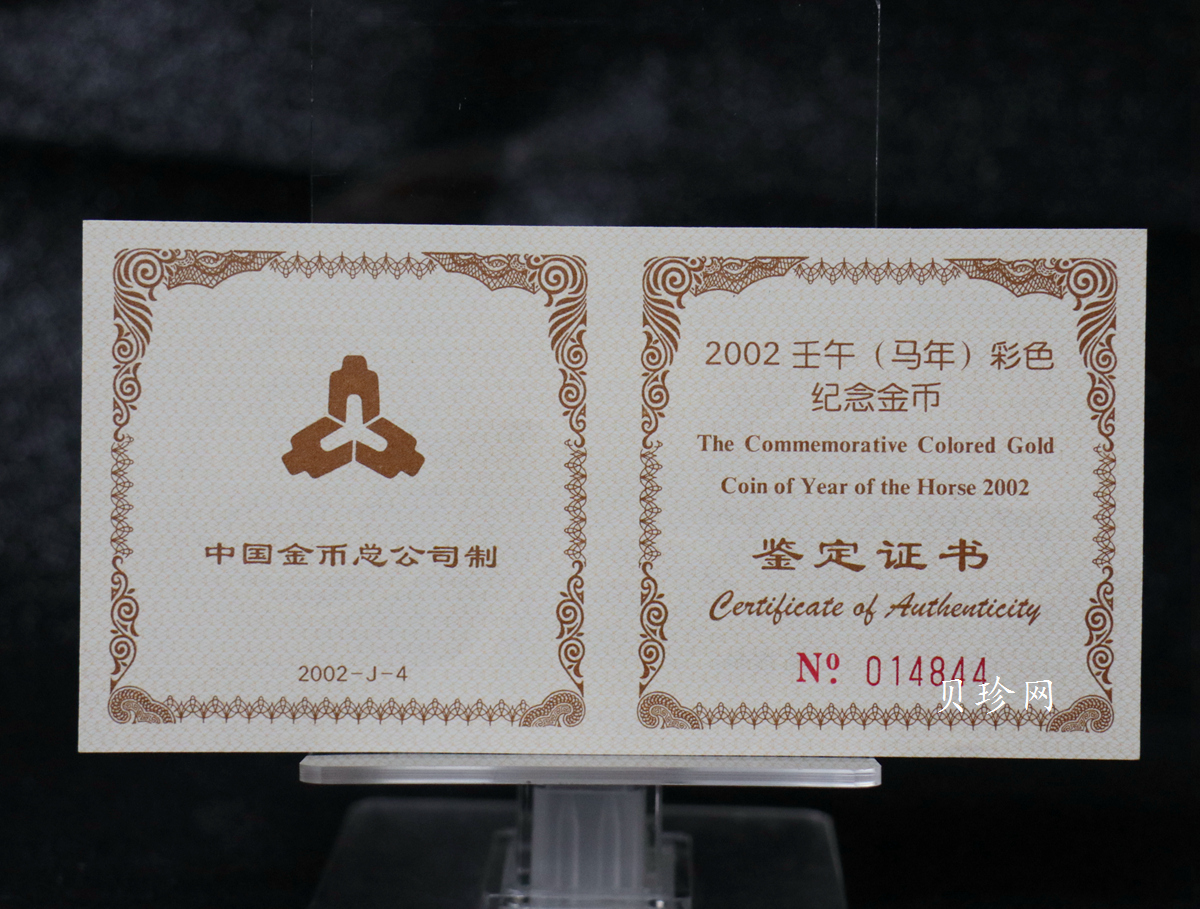 中国金币总公司制
2002-J-4
2002 壬午（马年）彩色
纪念金币
The Commemorative Colored Gold
Coin of Year of the Horse 2002
鉴定证书
Certificate of Authenticity
Nº 014844
贝珍网